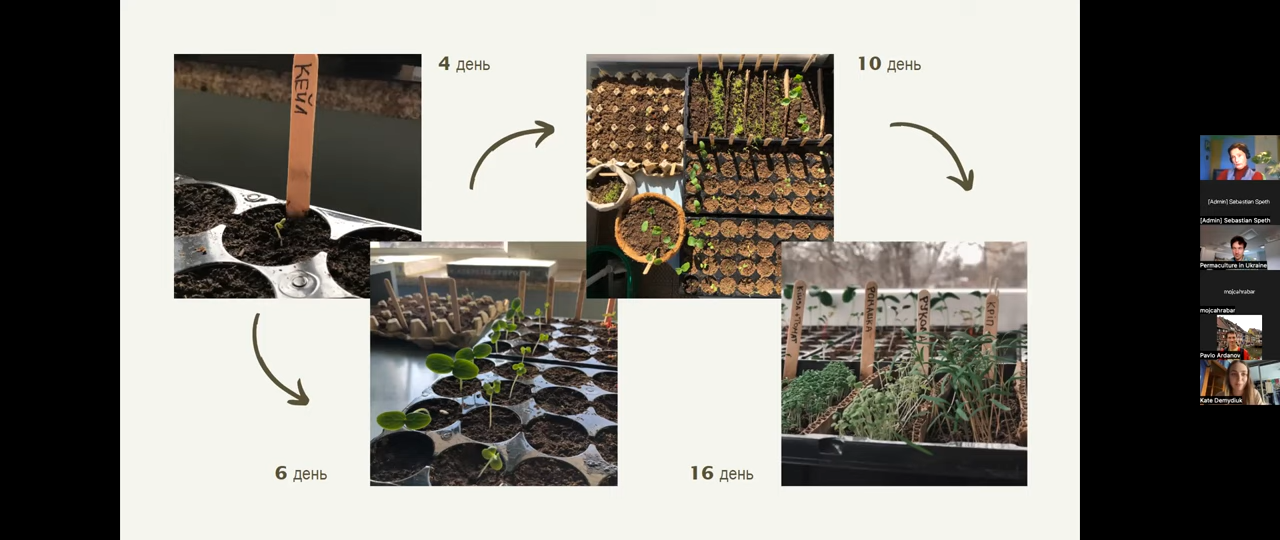 4 день
10 день
КЕЙЛ
6 день
16 день
РОМАШКА
[Admin] Sebastian Speth
[Admin] Sebastian Speth
Permaculture in Ukraine
mojcahrabar
mojcahrabar
Pavlo Ardanov
Kate Demydiuk